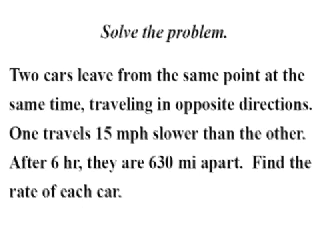 Solve the problem.
Two cars leave from the same point at the
same time, traveling in opposite directions.
One travels 15 mph slower than the other.
After 6 hr, they are 630 mi apart.  Find the
rate of each car.